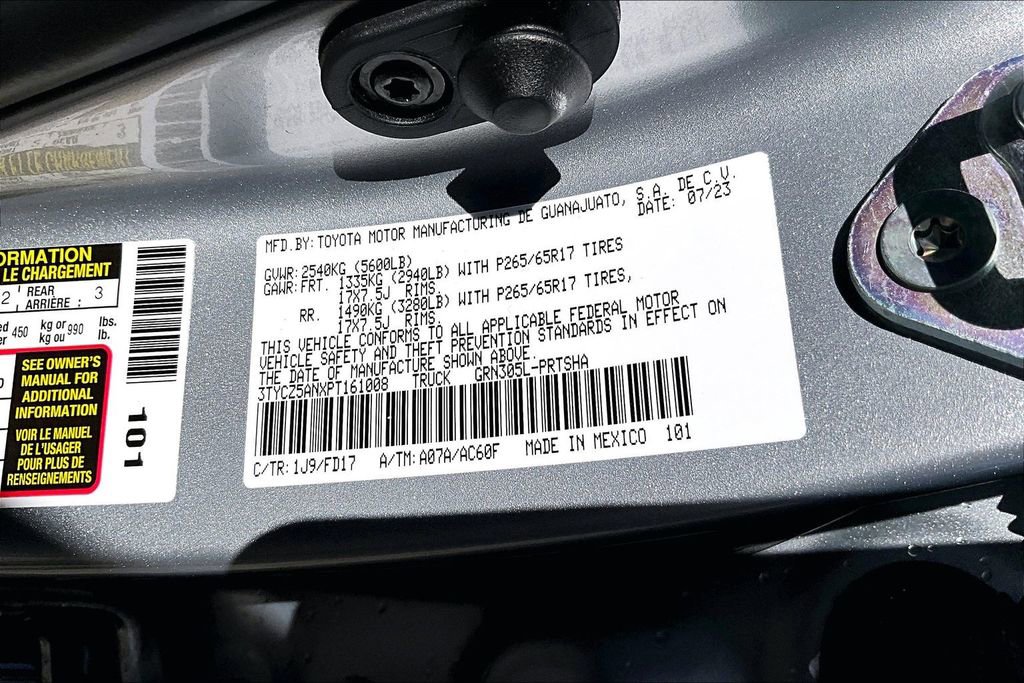 MFD.BY: TOYOTA MOTOR MANUFACTURING DE GUANAJUATO, S.A. DE C.V.
DATE: 07/23
GVWR: 2540KG (5600LB)
GAWR: FRT. 1335KG (2940LB) WITH P265/65R17 TIRES
17X7.5J RIMS.
RR. 1490KG (3280LB) WITH P265/65R17 TIRES,
17X7.5J RIMS.
THIS VEHICLE CONFORMS TO ALL APPLICABLE FEDERAL MOTOR
VEHICLE SAFETY AND THEFT PREVENTION STANDARDS IN EFFECT ON
THE DATE OF MANUFACTURE SHOWN ABOVE.
3TYCZ5ANXPT161008 TRUCK GRN305L-PRTSHA
C/TR: 1J9/FD17 A/TM: A07A/AC60F MADE IN MEXICO 101
LE CHARGEMENT
2 REAR
ARRIÈRE : 3
450 kg or 990 lbs.
kg ou lb.
SEE OWNER'S
MANUAL FOR
ADDITIONAL
INFORMATION
VOIR LE MANUEL
DE L'USAGER
POUR PLUS DE
RENSEIGNEMENTS
101